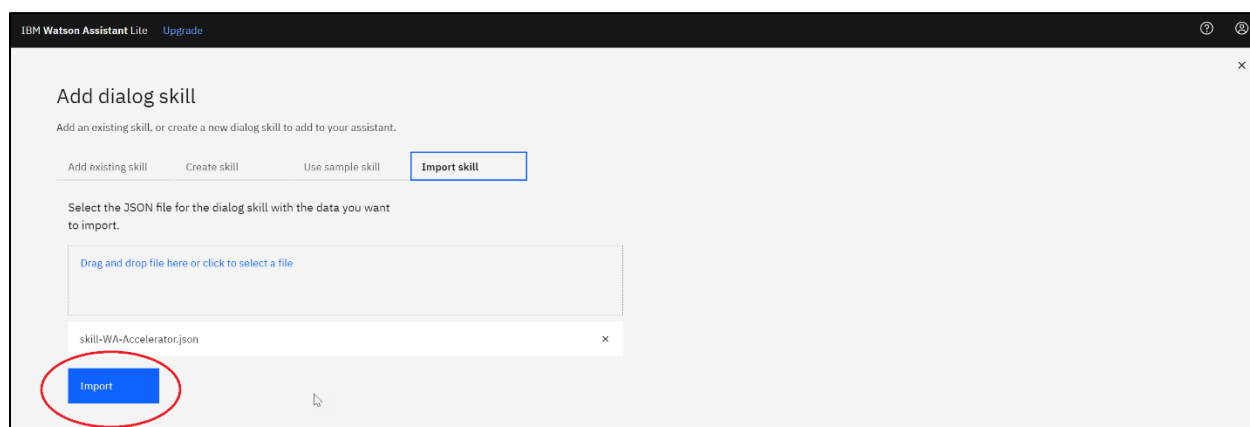 IBM Watson Assistant Lite Upgrade
Add dialog skill
Add an existing skill, or create a new dialog skill to add to your assistant.
Add existing skill Create skill Use sample skill Import skill
Select the JSON file for the dialog skill with the data you want
to import.
Drag and drop file here or click to select a file
skill-WA-Accelerator.json
Import